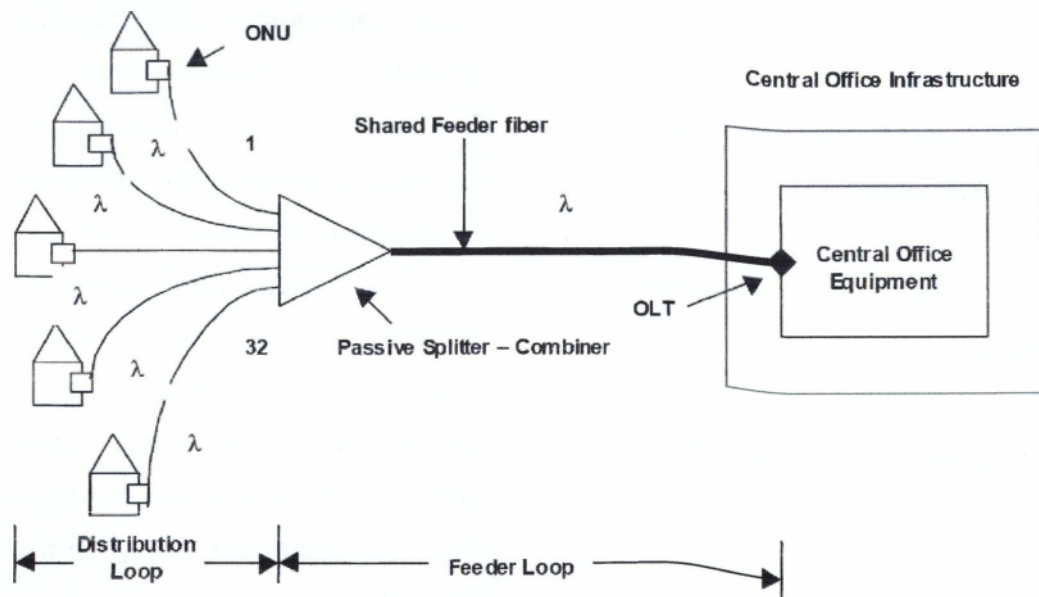 ONU
Central Office Infrastructure
Shared Feeder fiber
λ
1
λ
λ
Central Office
Equipment
OLT
λ
32
Passive Splitter – Combiner
λ
λ
Distribution
Loop
Feeder Loop